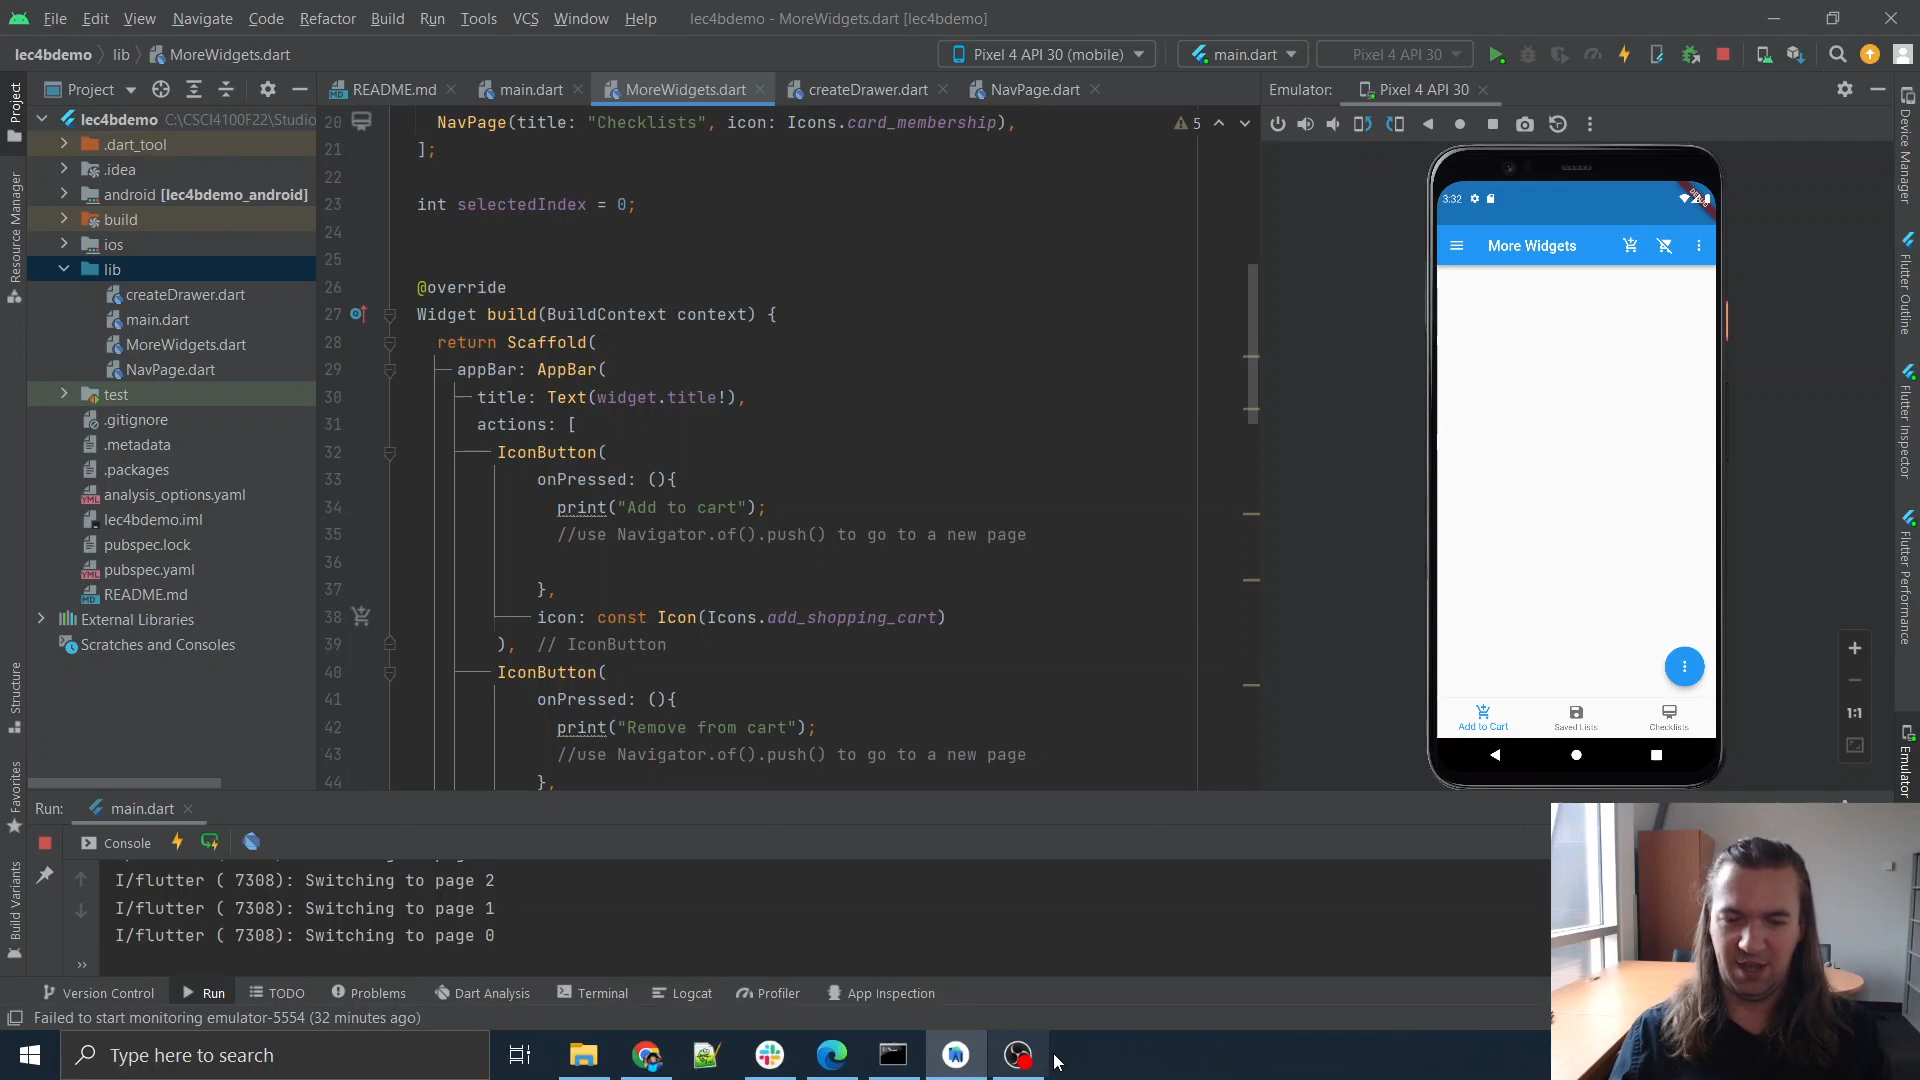 File Edit View Navigate Code Refactor Build Run Tools VCS Window Help lec4bdemo - MoreWidgets.dart [lec4bdemo]
lec4bdemo lib MoreWidgets.dart Pixel 4 API 30 (mobile) main.dart Pixel 4 API 30
Project README.md main.dart MoreWidgets.dart createDrawer.dart NavPage.dart Emulator: Pixel 4 API 30
lec4bdemo C:\CSCI4100F22\Studio
.dart_tool
.idea
android [lec4bdemo_android]
build
ios
lib
createDrawer.dart
main.dart
MoreWidgets.dart
NavPage.dart
test
.gitignore
.metadata
.packages
analysis_options.yaml
lec4bdemo.iml
pubspec.lock
pubspec.yaml
README.md
External Libraries
Scratches and Consoles
Project
Resource Manager
Structure
Favorites
Build Variants
5
20 NavPage(title: "Checklists", icon: Icons.card_membership),
21 ];
22
23 int selectedIndex = 0;
24
25
26 @override
27 Widget build(BuildContext context) {
28 return Scaffold(
29 appBar: AppBar(
30 title: Text(widget.title!),
31 actions: [
32 IconButton(
33 onPressed: (){
34 print("Add to cart");
35 //use Navigator.of().push() to go to a new page
36
37 },
38 icon: const Icon(Icons.add_shopping_cart)
39 ), // IconButton
40 IconButton(
41 onPressed: (){
42 print("Remove from cart");
43 //use Navigator.of().push() to go to a new page
44 },
3:32
More Widgets
Add to Cart Saved Lists Checklists
1:1
Device Manager
Flutter Outline
Flutter Inspector
Flutter Performance
Emulator
Run: main.dart
Console
I/flutter ( 7308): Switching to page 2
I/flutter ( 7308): Switching to page 1
I/flutter ( 7308): Switching to page 0
Version Control Run TODO Problems Dart Analysis Terminal Logcat Profiler App Inspection
Failed to start monitoring emulator-5554 (32 minutes ago)
Type here to search